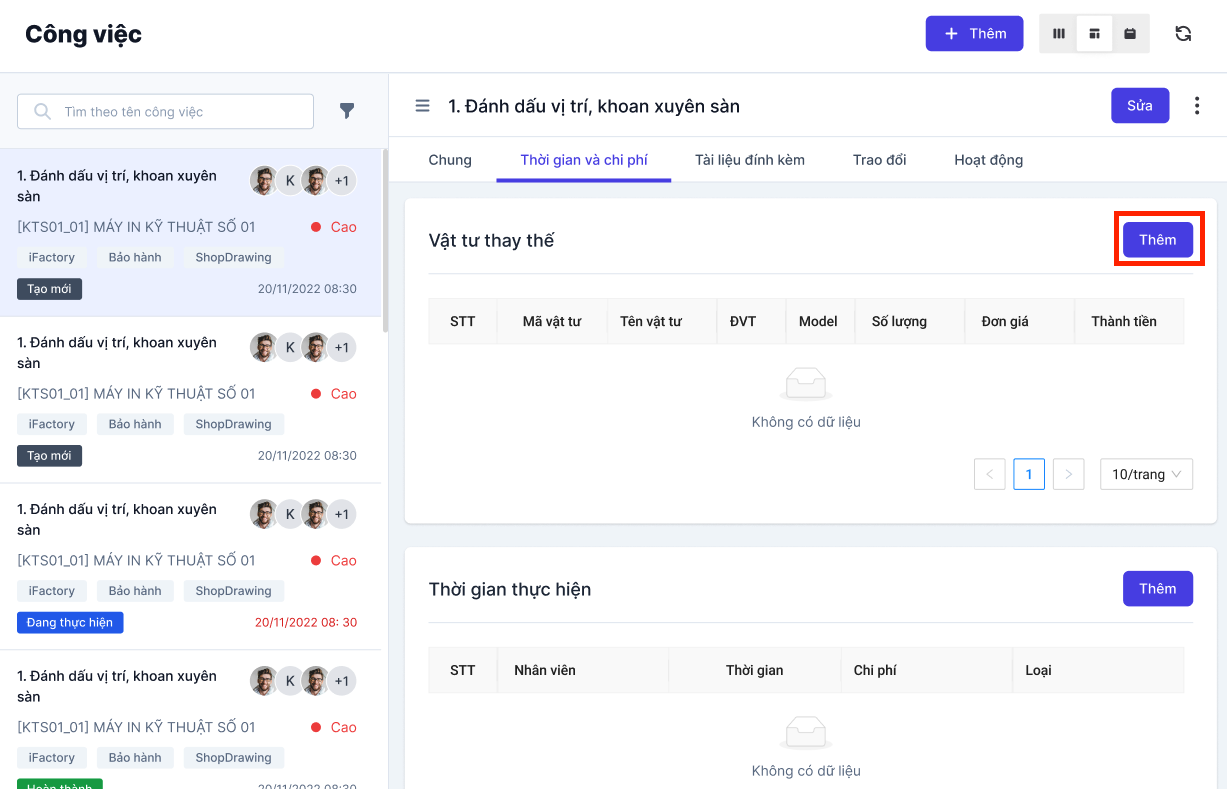 Công việc
Thêm
Tìm theo tên công việc
1. Đánh dấu vị trí, khoan xuyên
sàn
K
+1
[KTS01_01] MÁY IN KỸ THUẬT SỐ 01
Cao
iFactory
Bảo hành
ShopDrawing
Tạo mới
20/11/2022 08:30
1. Đánh dấu vị trí, khoan xuyên
sàn
K
+1
[KTS01_01] MÁY IN KỸ THUẬT SỐ 01
Cao
iFactory
Bảo hành
ShopDrawing
Tạo mới
20/11/2022 08:30
1. Đánh dấu vị trí, khoan xuyên
sàn
K
+1
[KTS01_01] MÁY IN KỸ THUẬT SỐ 01
Cao
iFactory
Bảo hành
ShopDrawing
Đang thực hiện
20/11/2022 08: 30
1. Đánh dấu vị trí, khoan xuyên
sàn
K
+1
[KTS01_01] MÁY IN KỸ THUẬT SỐ 01
Cao
iFactory
Bảo hành
ShopDrawing
Hoàn thành
20/11/2022 08:30
1. Đánh dấu vị trí, khoan xuyên sàn
Sửa
Chung
Thời gian và chi phí
Tài liệu đính kèm
Trao đổi
Hoạt động
Vật tư thay thế
Thêm
STT
Mã vật tư
Tên vật tư
ĐVT
Model
Số lượng
Đơn giá
Thành tiền
Không có dữ liệu
<
1
>
10/trang
Thời gian thực hiện
Thêm
STT
Nhân viên
Thời gian
Chi phí
Loại
Không có dữ liệu